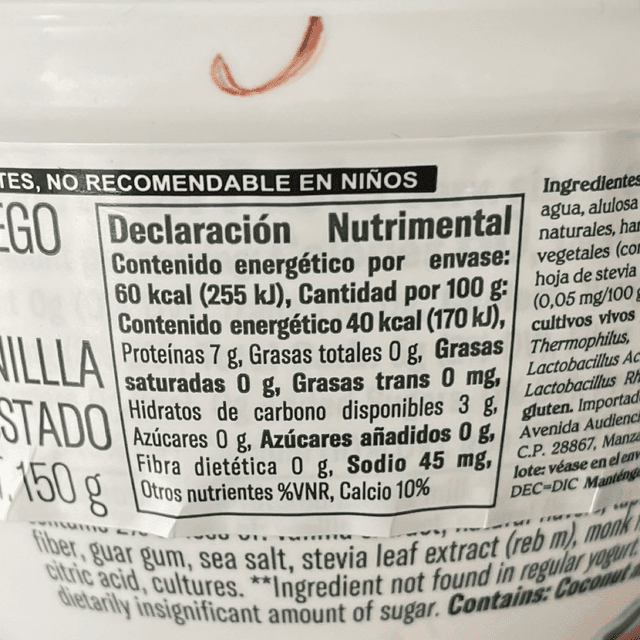 TES, NO RECOMENDABLE EN NIÑOS
EGO
NILLLA
STADO
150 g
Declaración Nutrimental
Contenido energético por envase:
60 kcal (255 kJ), Cantidad por 100 g:
Contenido energético 40 kcal (170 kJ),
Proteínas 7 g, Grasas totales 0 g, Grasas
saturadas 0 g, Grasas trans 0 mg,
Hidratos de carbono disponibles 3 g,
Azúcares 0 g, Azúcares añadidos 0 g,
Fibra dietética 0 g, Sodio 45 mg,
Otros nutrientes %VNR, Calcio 10%
Ingredientes
agua, alulosa
naturales, har
vegetales (con
hoja de stevia
(0,05 mg/100 g
cultivos vivos
Thermophilus,
Lactobacillus Ac
Lactobacillus Rh
gluten. Importado
Avenida Audienci
C.P. 28867, Manza
lote: véase en el env
DEC=DIC Manténga
fiber, guar gum, sea salt, stevia leaf extract (reb m), monk
citric acid, cultures. **Ingredient not found in regular yogurt,
dietarily insignificant amount of sugar. Contains: Coconut